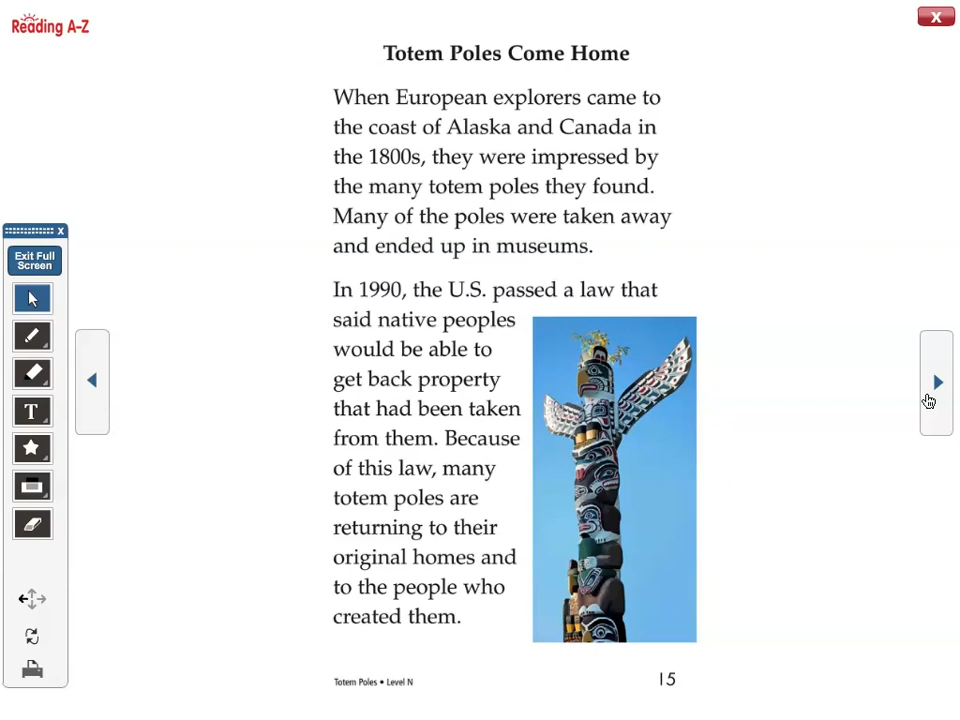 Reading A-Z
X
Totem Poles Come Home
When European explorers came to
the coast of Alaska and Canada in
the 1800s, they were impressed by
the many totem poles they found.
Many of the poles were taken away
and ended up in museums.
In 1990, the U.S. passed a law that
said native peoples
would be able to
get back property
that had been taken
from them. Because
of this law, many
totem poles are
returning to their
original homes and
to the people who
created them.
x
Exit Full
Screen
T
Totem Poles • Level N
15